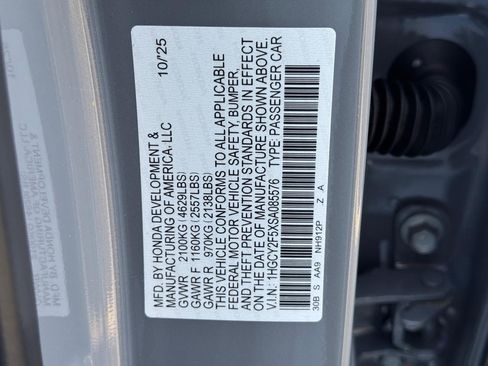 MFD. BY HONDA DEVELOPMENT & 10/25
MANUFACTURING OF AMERICA, LLC
GVWR 2100KG (4629LBS)
GAWR F 1160KG (2557LBS)
GAWR R 970KG (2138LBS)
THIS VEHICLE CONFORMS TO ALL APPLICABLE
FEDERAL MOTOR VEHICLE SAFETY, BUMPER,
AND THEFT PREVENTION STANDARDS IN EFFECT
ON THE DATE OF MANUFACTURE SHOWN ABOVE.
V.I.N.: 1HGCY2F5XSA085576 TYPE: PASSENGER CAR
30B S AA9 NH912P Z A